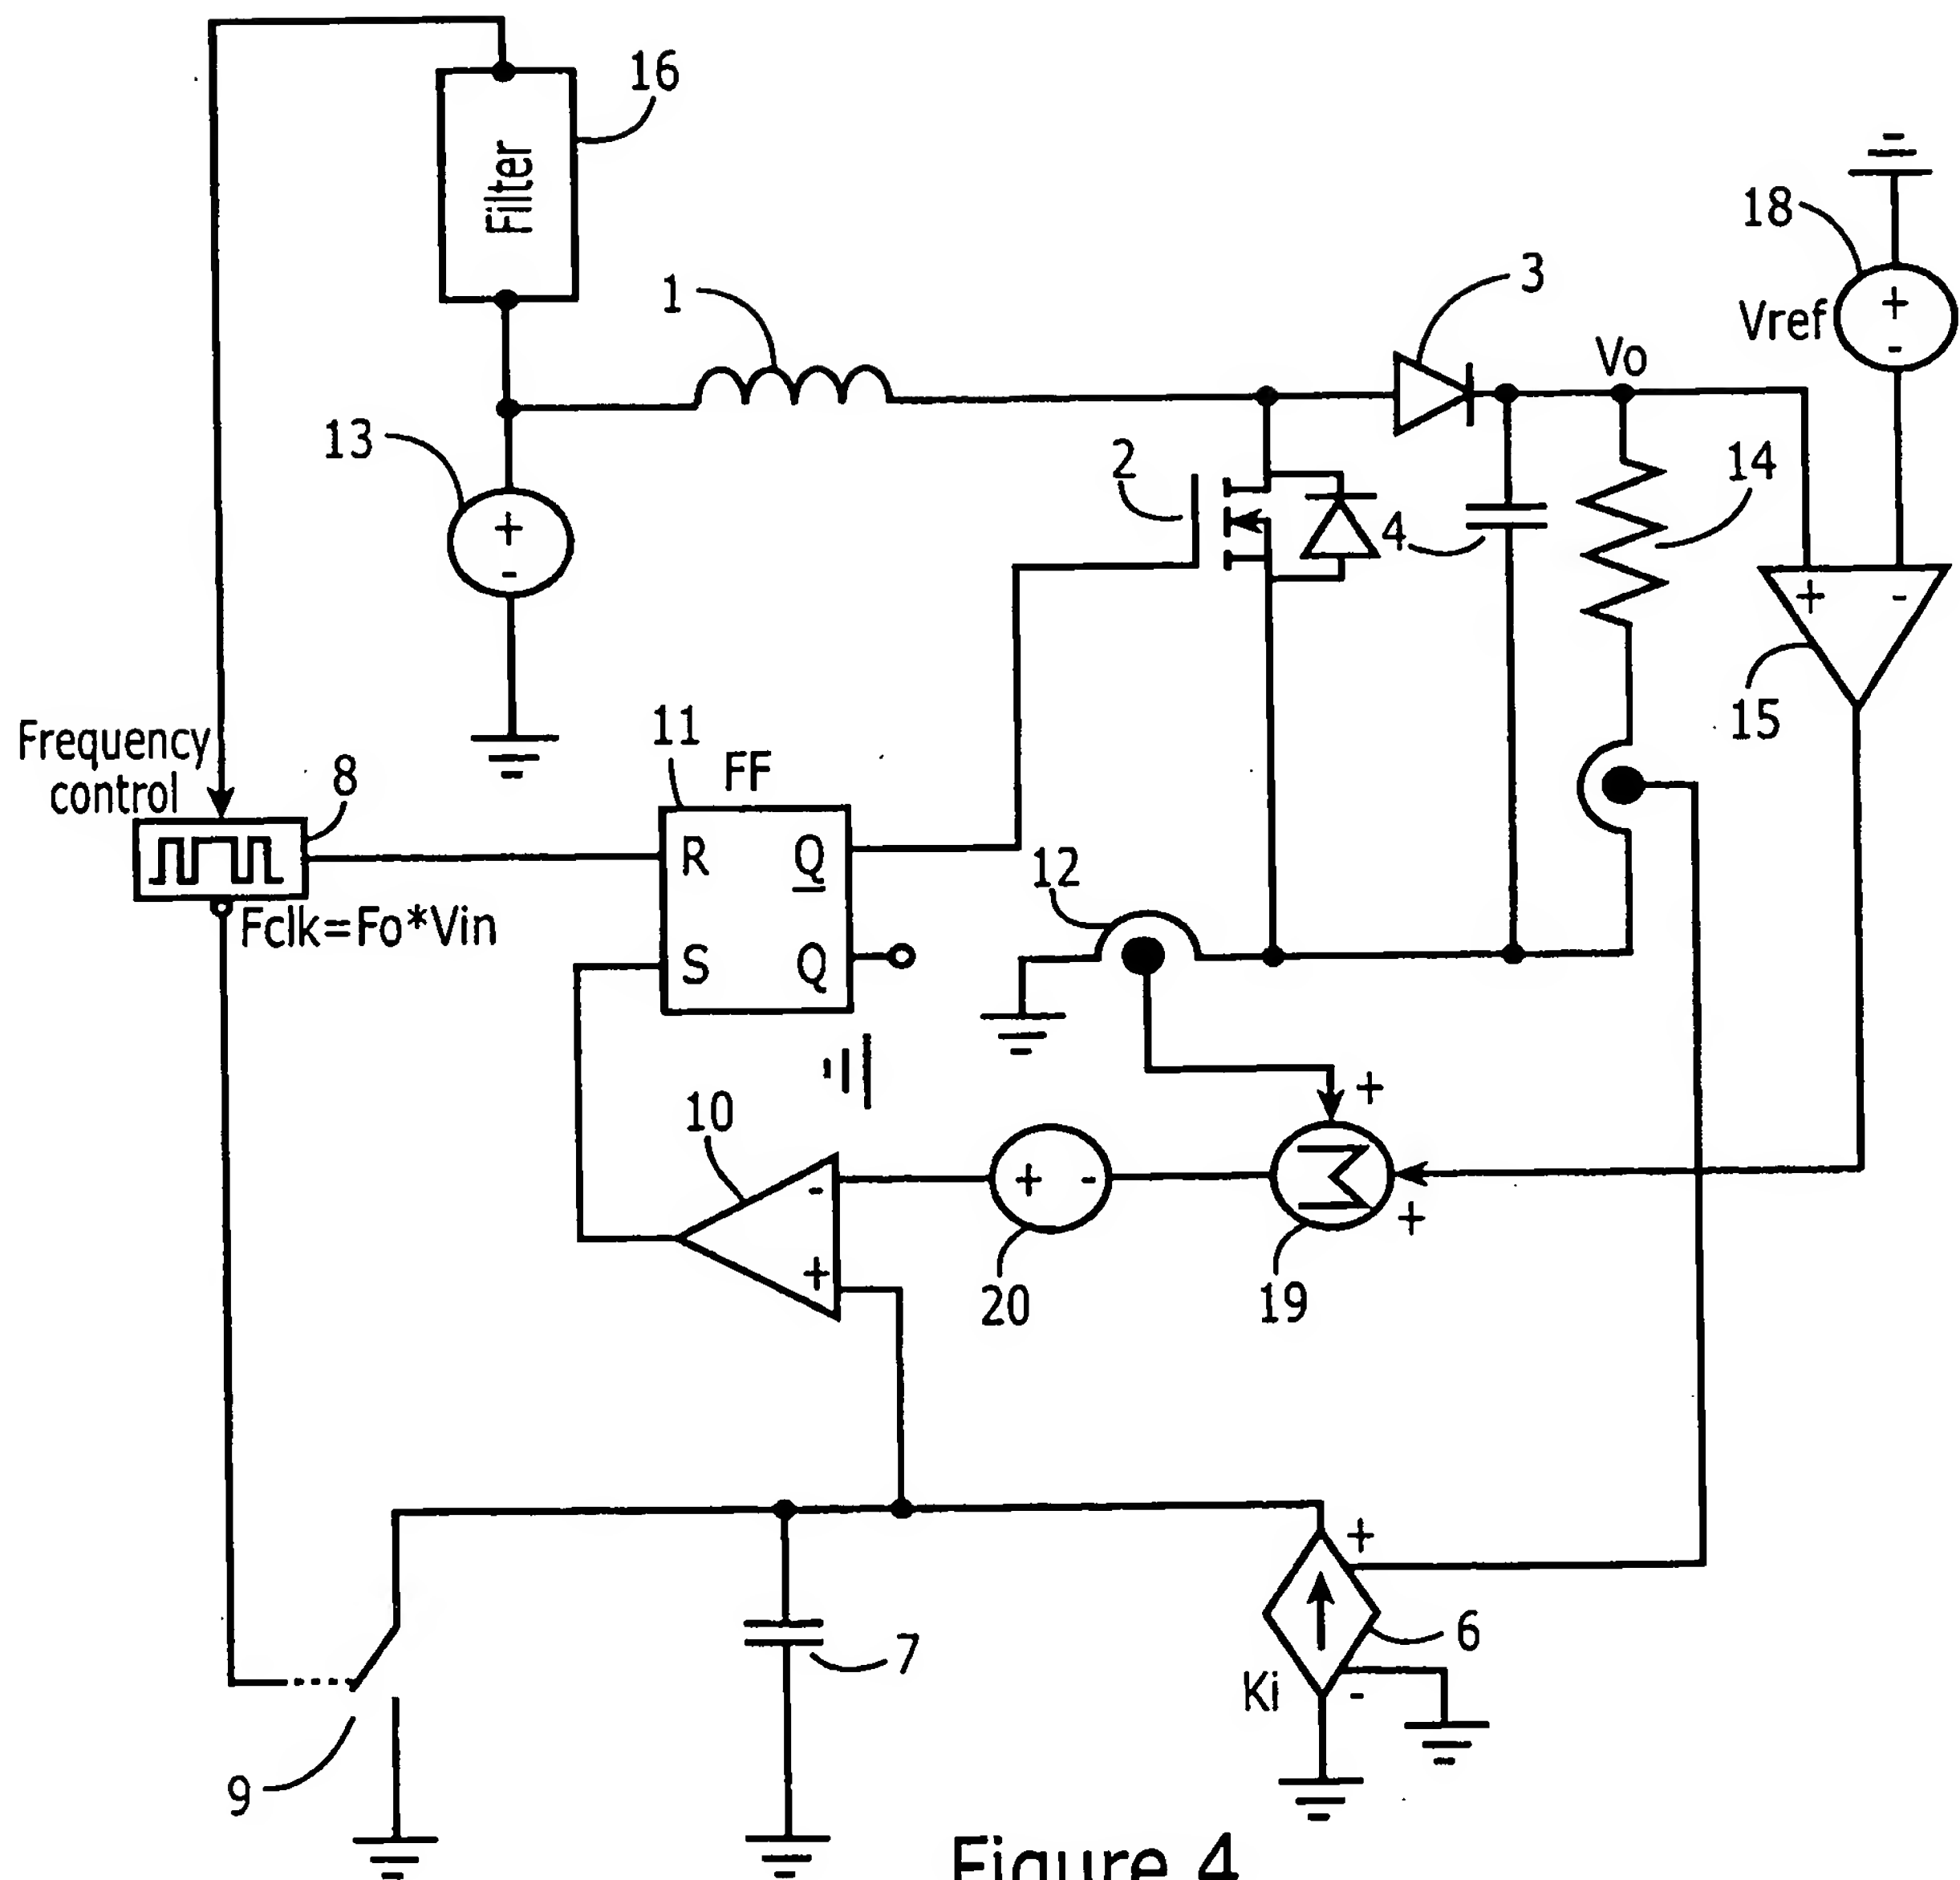 16
Filter
18
Vref
+
-
1
3
Vo
13
+
-
2
4
14
+
-
15
Frequency
control
8
11
FF
R
Q
S
Q
Fclk=Fo*Vin
12
+
10
-
+
+
-
Σ
+
20
19
+
6
Ki
-
7
9
Figure 4